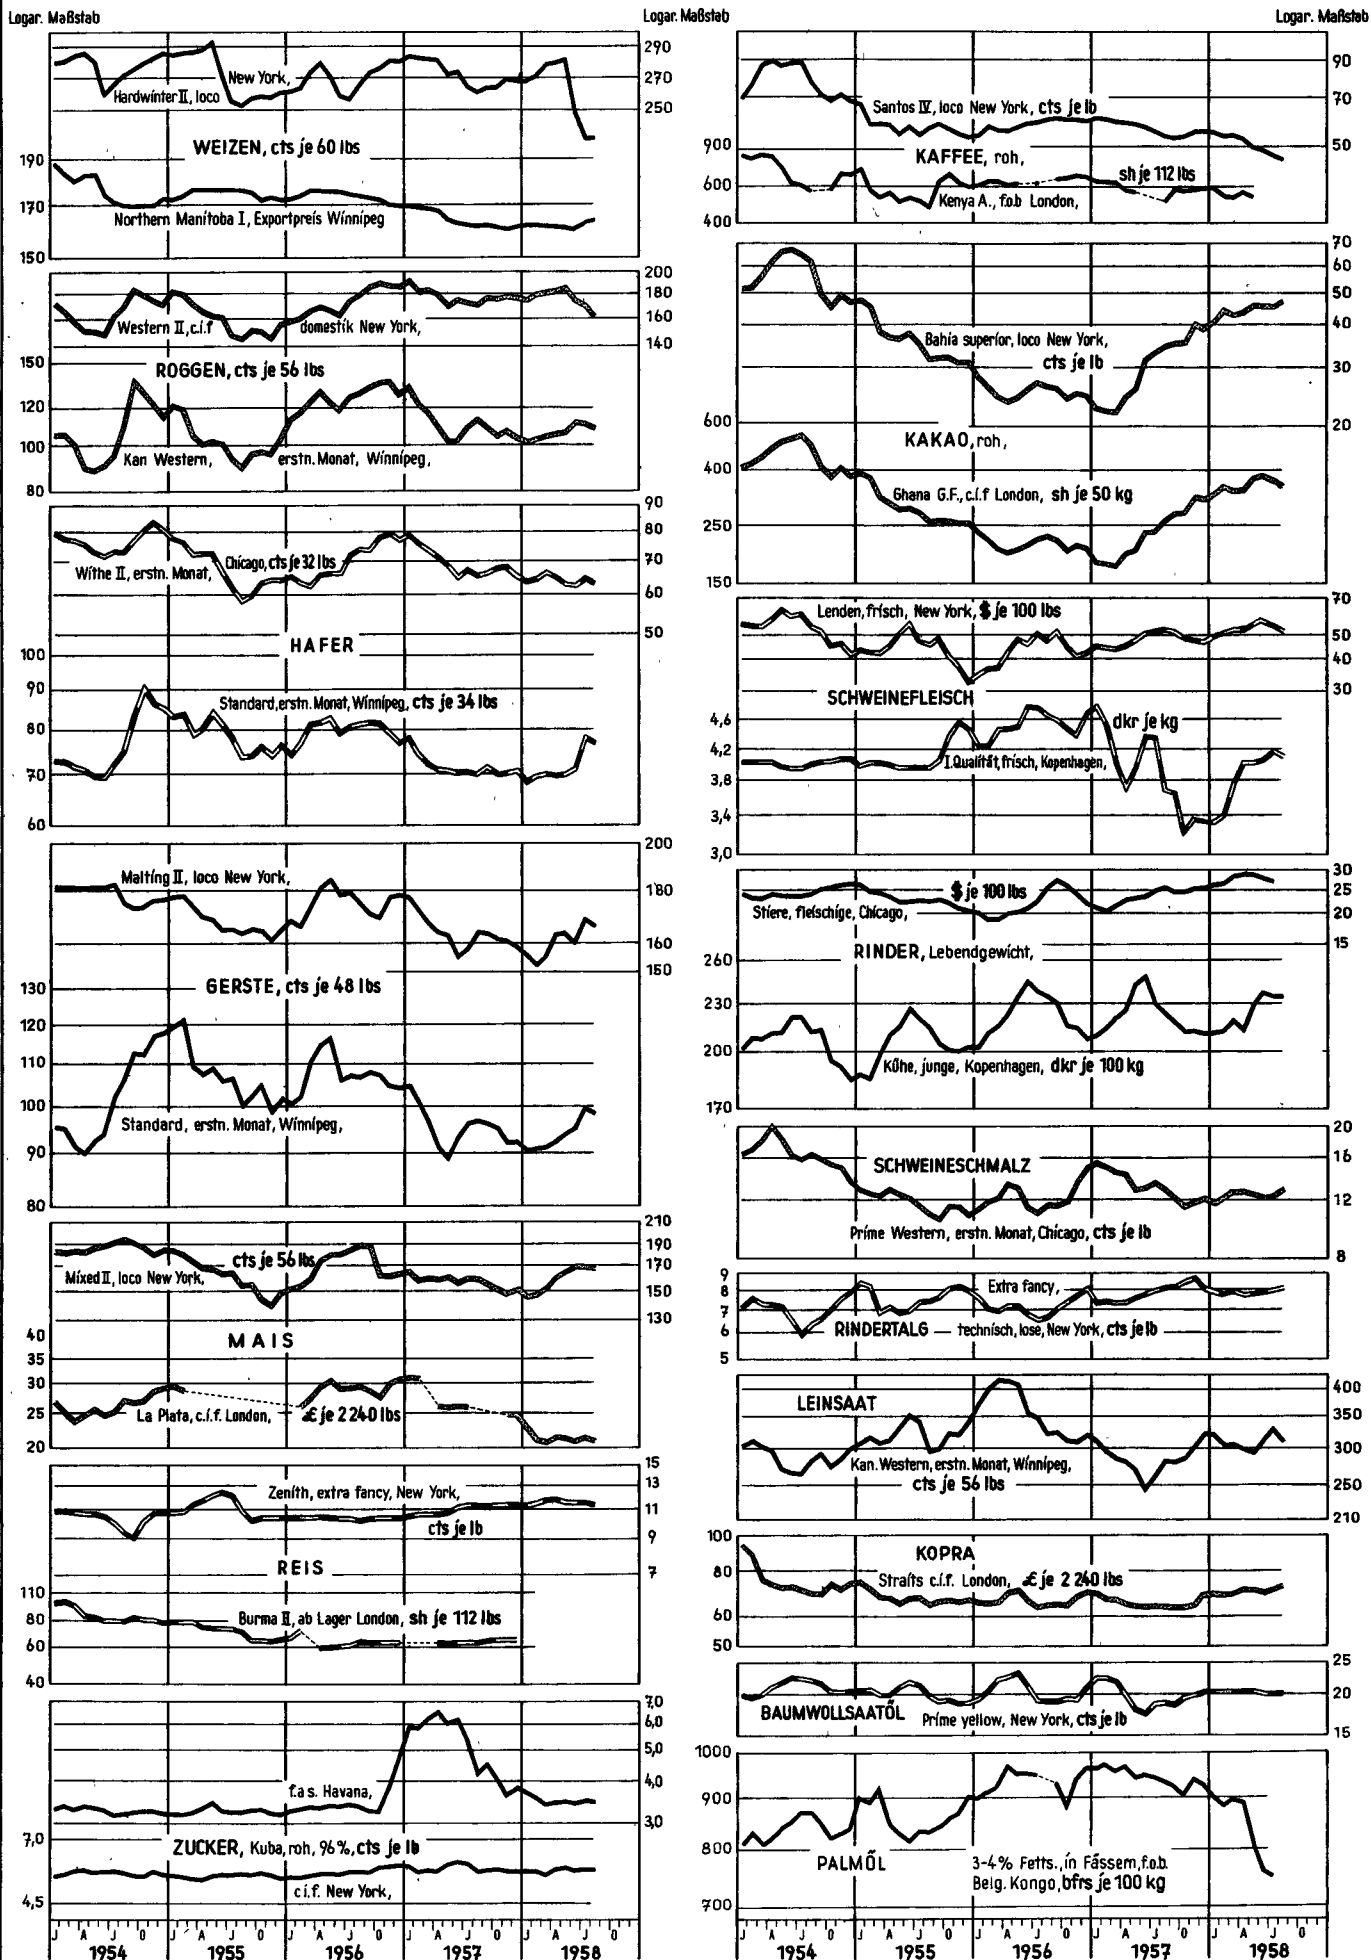 Logar. Maßstab
Logar. Maßstab
Logar. Maßstab
New York,
Hardwinter II, loco
290
270
250
WEIZEN, cts je 60 lbs
190
170
150
Northern Manitoba I, Exportpreis Winnipeg
200
180
160
140
Western II, c.i.f domestik New York,
150
120
100
80
ROGGEN, cts je 56 lbs
Kan Western, erstn. Monat, Winnipeg,
90
80
70
60
50
Withe II, erstn. Monat, Chicago, cts je 32 lbs
HAFER
100
90
80
70
60
Standard, erstn. Monat, Winnipeg, cts je 34 lbs
200
180
160
150
Malting II, loco New York,
GERSTE, cts je 48 lbs
130
120
110
100
90
80
Standard, erstn. Monat, Winnipeg,
210
190
170
150
130
cts je 56 lbs
Mixed II, loco New York,
MAIS
40
35
30
25
20
La Plata, c.i.f. London, £ je 2 240 lbs
15
13
11
9
7
Zenith, extra fancy, New York,
cts je lb
REIS
110
80
60
40
Burma II, ab Lager London, sh je 112 lbs
7,0
6,0
5,0
4,0
3,0
f.a s. Havana,
7,0
4,5
ZUCKER, Kuba, roh, 96%, cts je lb
c.i.f. New York,
J A J O J A J O J A J O J A J O J A J O
1954 1955 1956 1957 1958
90
70
50
Santos IV, loco New York, cts je lb
900
600
400
KAFFEE, roh,
sh je 112 lbs
Kenya A., f.o.b London,
70
60
50
40
30
20
Bahia superior, loco New York,
cts je lb
600
400
250
150
KAKAO, roh,
Ghana G.F., c.i.f London, sh je 50 kg
70
50
40
30
Lenden, frisch, New York, $ je 100 lbs
SCHWEINEFLEISCH
4,6
4,2
3,8
3,4
3,0
dkr je kg
I. Qualität, frisch, Kopenhagen,
30
25
20
15
$ je 100 lbs
Stiere, fleischige, Chicago,
RINDER, Lebendgewicht,
260
230
200
170
Kühe, junge, Kopenhagen, dkr je 100 kg
20
16
12
8
SCHWEINESCHMALZ
Prime Western, erstn. Monat, Chicago, cts je lb
9
8
7
6
5
Extra fancy,
RINDERTALG technisch, lose, New York, cts je lb
400
350
300
250
210
LEINSAAT
Kan. Western, erstn. Monat, Winnipeg,
cts je 56 lbs
100
80
60
50
KOPRA
Straits c.i.f. London, £ je 2 240 lbs
25
20
15
BAUMWOLLSAATÖL Prime yellow, New York, cts je lb
1000
900
800
700
PALMÖL
3-4% Fetts., in Fässern, f.o.b.
Belg. Kongo, bfrs je 100 kg
J A J O J A J O J A J O J A J O J A J O
1954 1955 1956 1957 1958